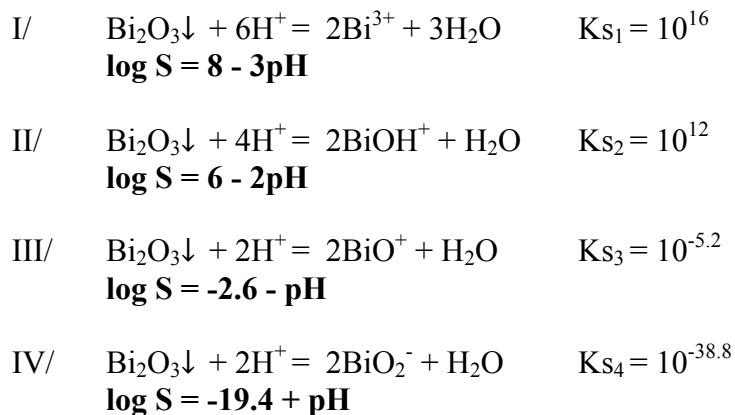 I/ Bi₂O₃↓ + 6H⁺ = 2Bi³⁺ + 3H₂O Ks₁ = 10¹⁶
log S = 8 - 3pH
II/ Bi₂O₃↓ + 4H⁺ = 2BiOH⁺ + H₂O Ks₂ = 10¹²
log S = 6 - 2pH
III/ Bi₂O₃↓ + 2H⁺ = 2BiO⁺ + H₂O Ks₃ = 10⁻⁵·²
log S = -2.6 - pH
IV/ Bi₂O₃↓ + 2H⁺ = 2BiO₂⁻ + H₂O Ks₄ = 10⁻³⁸·⁸
log S = -19.4 + pH